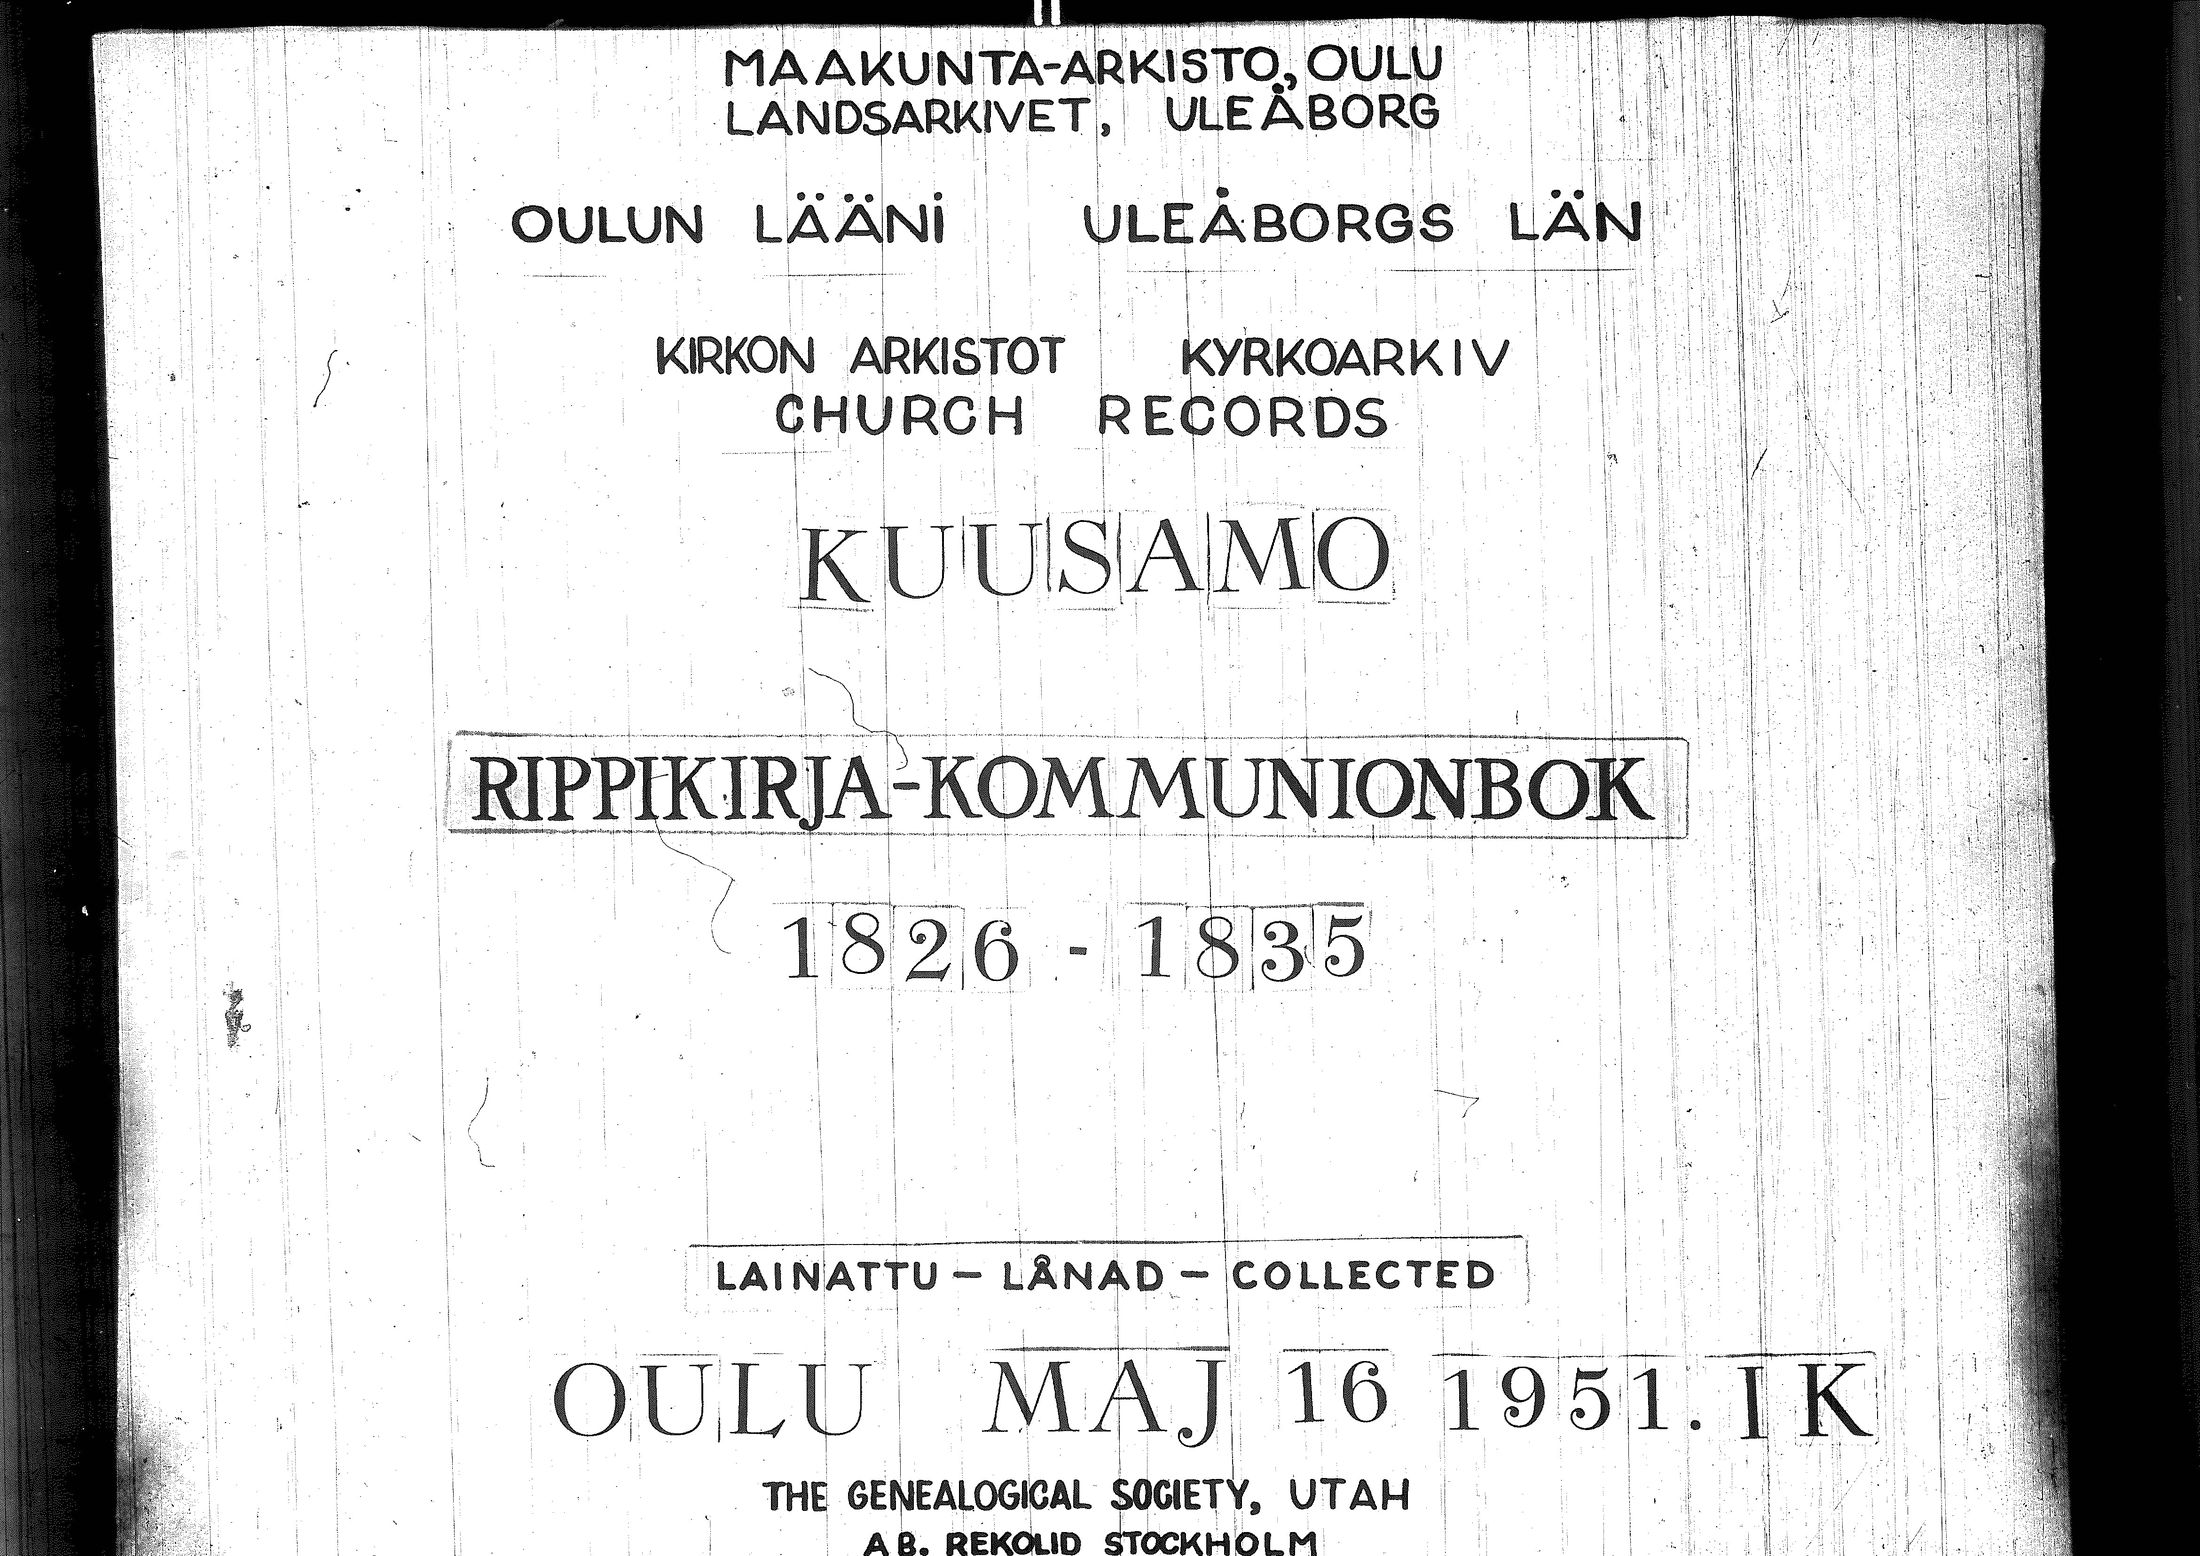 MAAKUNTA-ARKISTO, OULU
LANDSARKIVET, ULEÅBORG
OULUN LÄÄNI ULEÅBORGS LÄN
KIRKON ARKISTOT KYRKOARKIV
CHURCH RECORDS
KUUSAMO
RIPPIKIRJA-KOMMUNIONBOK
1826 - 1835
LAINATTU - LÅNAD - COLLECTED
OULU MAJ 16 1951. IK
THE GENEALOGICAL SOCIETY, UTAH
AB. REKOLID STOCKHOLM